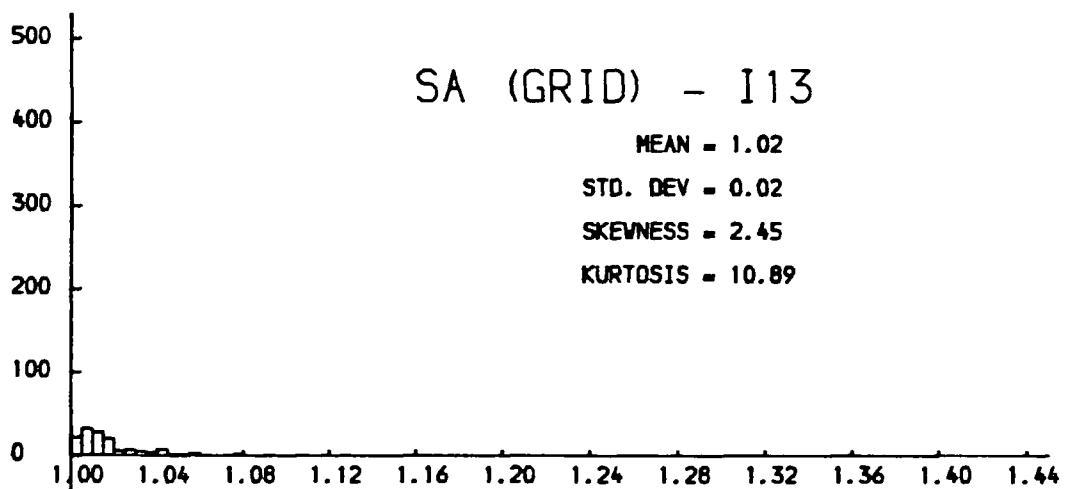 500
SA (GRID) - I13
400
MEAN = 1.02
STD. DEV = 0.02
300
SKEWNESS = 2.45
KURTOSIS = 10.89
200
100
0
1.00 1.04 1.08 1.12 1.16 1.20 1.24 1.28 1.32 1.36 1.40 1.44